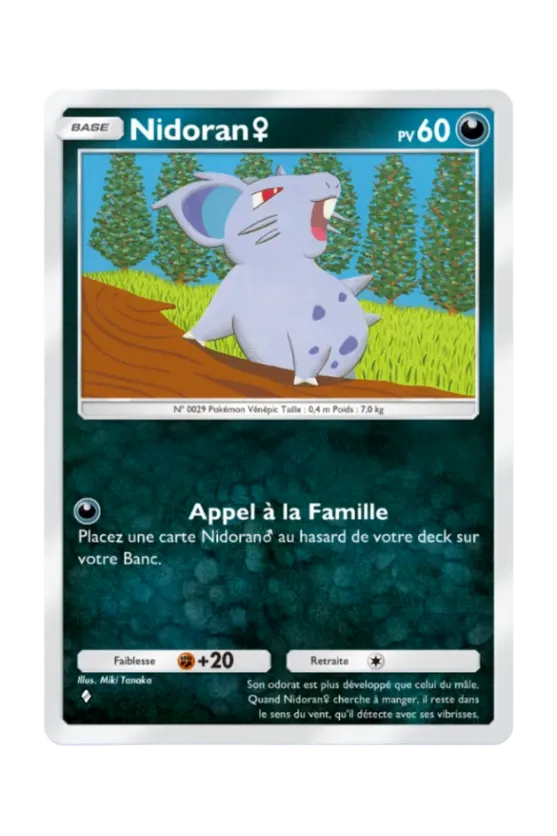 BASE Nidoran♀ PV 60
N° 0029 Pokémon Vénépic Taille : 0,4 m Poids : 7,0 kg
Appel à la Famille
Placez une carte Nidoran♂ au hasard de votre deck sur
votre Banc.
Faiblesse +20 Retraite
Illus. Miki Tanaka
Son odorat est plus développé que celui du mâle.
Quand Nidoran♀ cherche à manger, il reste dans
le sens du vent, qu'il détecte avec ses vibrisses.